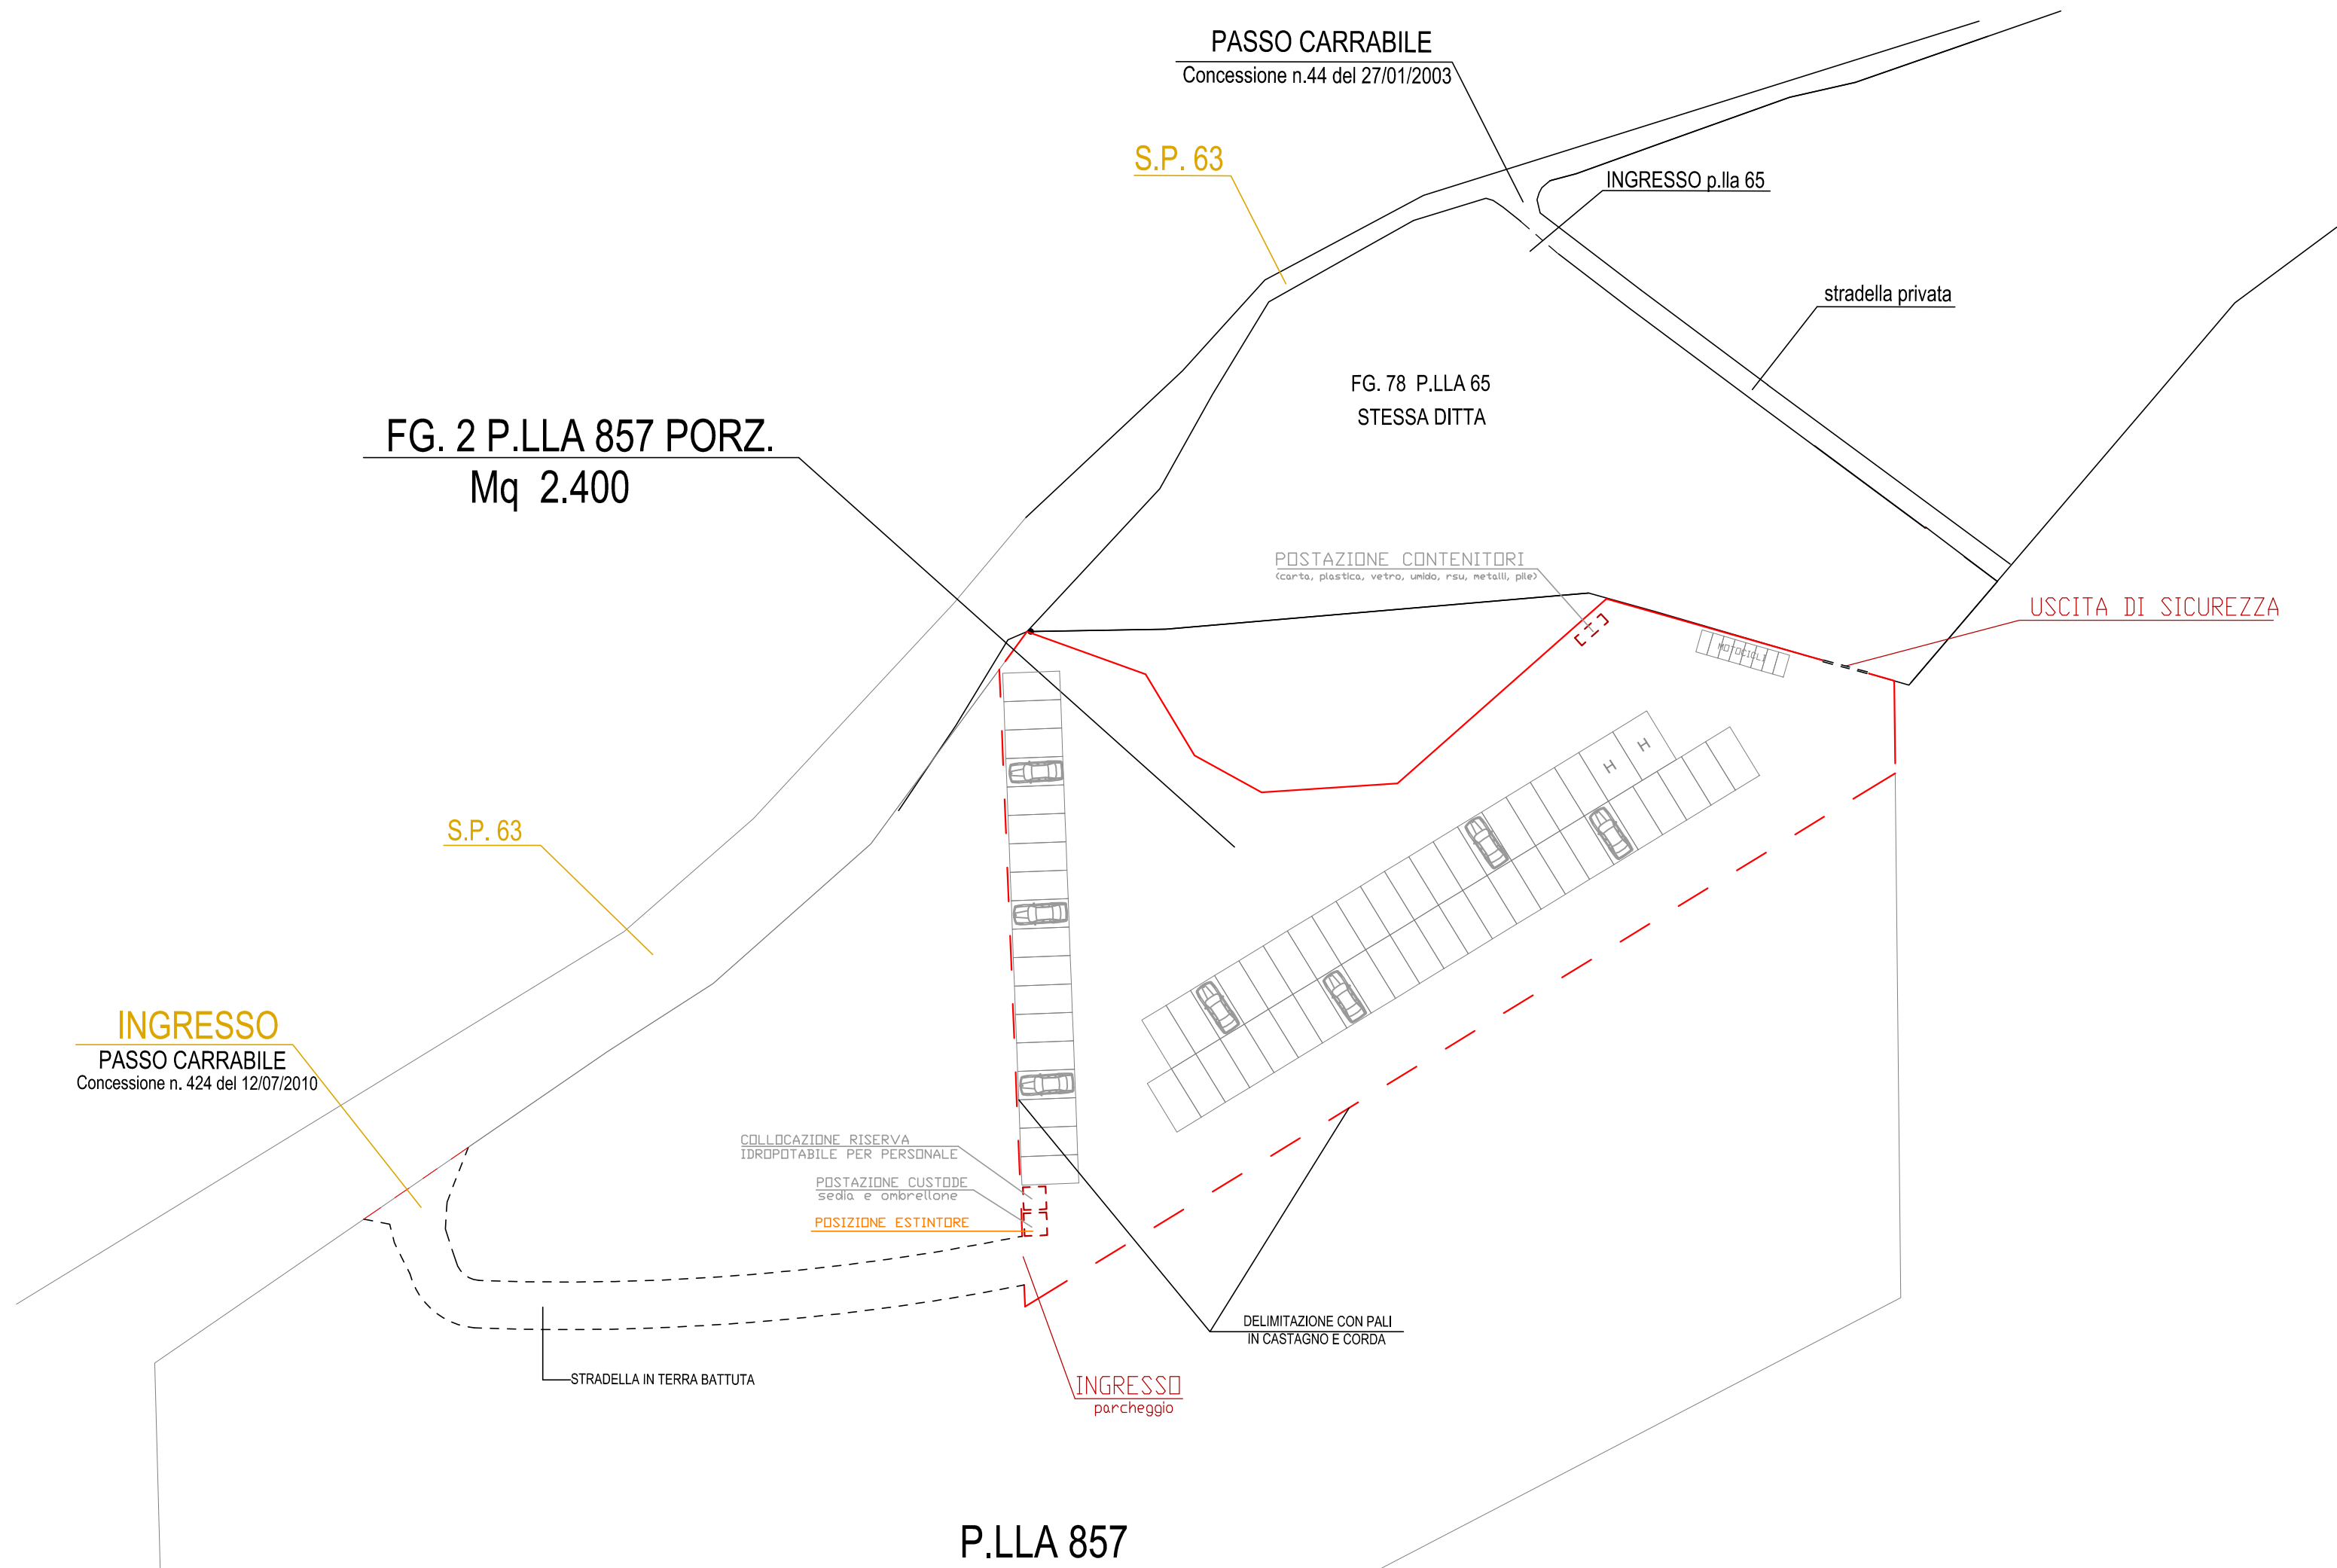 PASSO CARRABILE
Concessione n.44 del 27/01/2003
S.P. 63
INGRESSO p.lla 65
stradella privata
FG. 78 P.LLA 65
STESSA DITTA
FG. 2 P.LLA 857 PORZ.
Mq 2.400
POSTAZIONE CONTENITORI
(carta, plastica, vetro, umido, rsu, metalli, pile)
USCITA DI SICUREZZA
MOTOCICLI
H
H
S.P. 63
INGRESSO
PASSO CARRABILE
Concessione n. 424 del 12/07/2010
COLLOCAZIONE RISERVA
IDROPOTABILE PER PERSONALE
POSTAZIONE CUSTODE
sedia e ombrellone
POSIZIONE ESTINTORE
DELIMITAZIONE CON PALI
IN CASTAGNO E CORDA
STRADELLA IN TERRA BATTUTA
INGRESSO
parcheggio
P.LLA 857